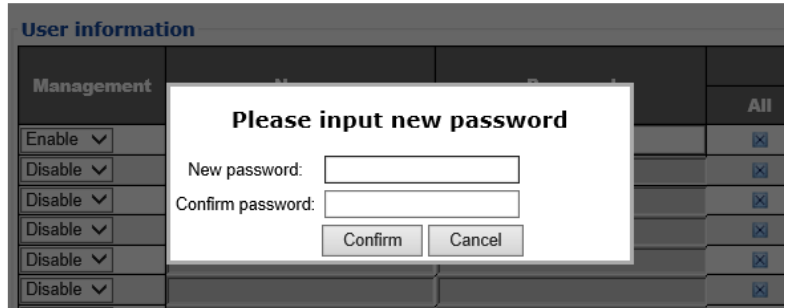 User information
Management
All
Please input new password
Enable
New password:
Disable
Confirm password:
Disable
Disable
Confirm Cancel
Disable
Disable